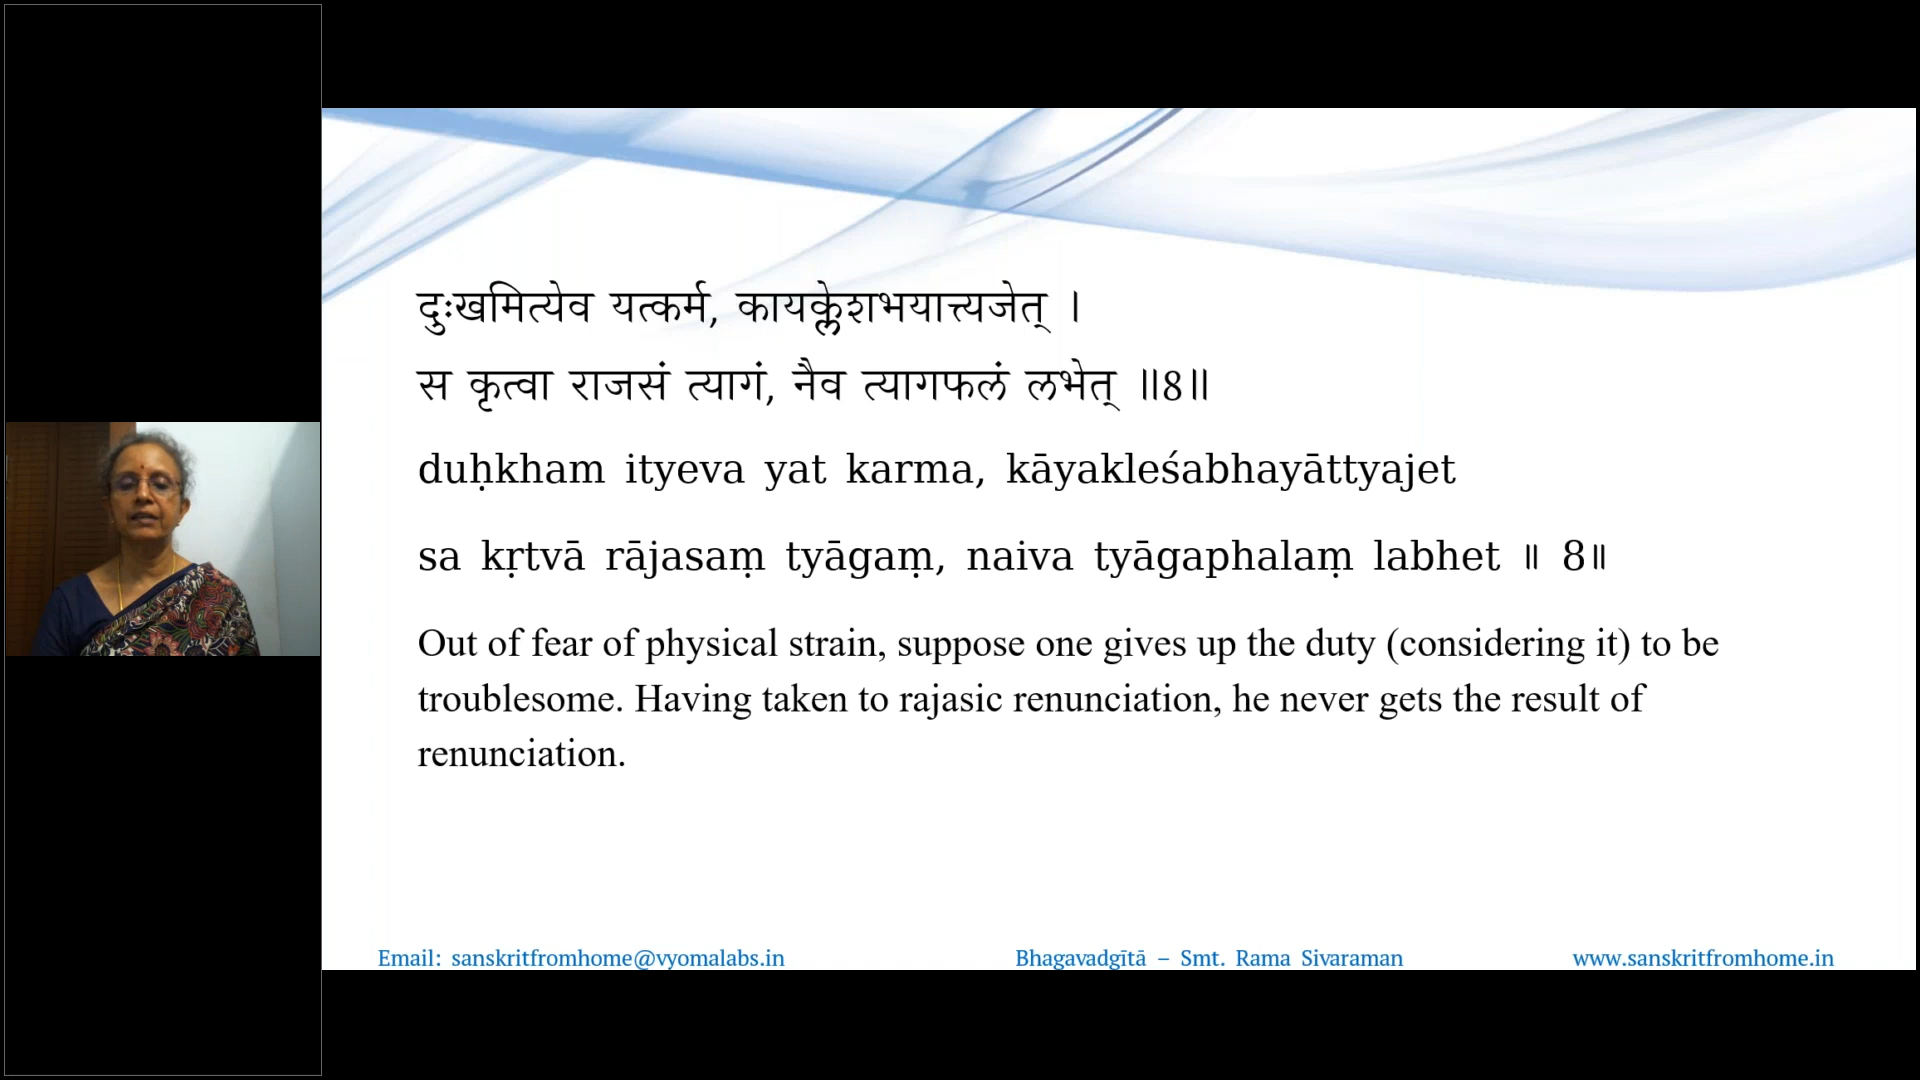 दुःखमित्येव यत्कर्म, कायक्लेशभयात्त्यजेत् ।
स कृत्वा राजसं त्यागं, नैव त्यागफलं लभेत् ॥8॥
duḥkham ityeva yat karma, kāyakleśabhayāttyajet
sa kṛtvā rājasaṃ tyāgaṃ, naiva tyāgaphalaṃ labhet ॥ 8॥
Out of fear of physical strain, suppose one gives up the duty (considering it) to be
troublesome. Having taken to rajasic renunciation, he never gets the result of
renunciation.
Email: sanskritfromhome@vyomalabs.in Bhagavadgītā – Smt. Rama Sivaraman www.sanskritfromhome.in